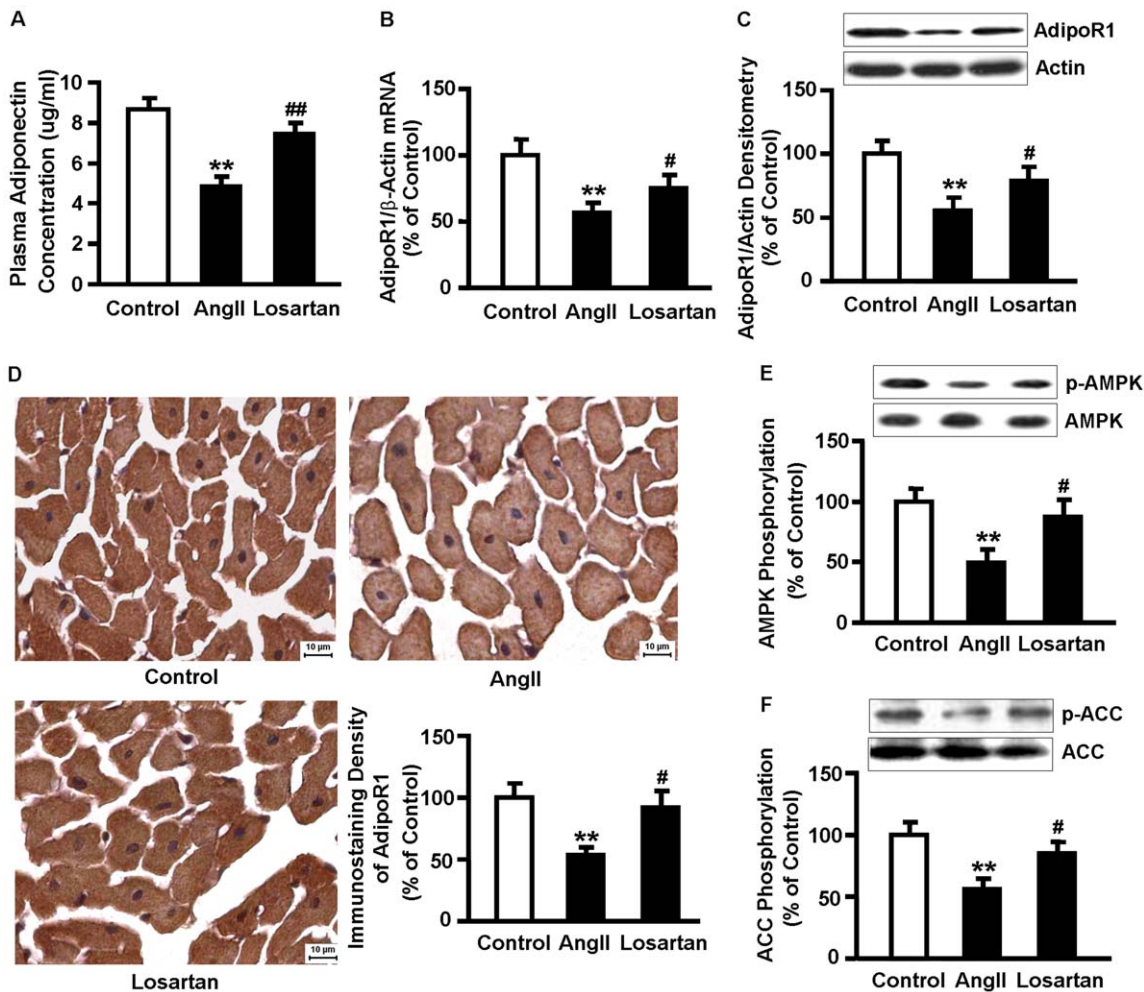 A
Plasma Adiponectin
Concentration (ug/ml)
10
8
6
4
2
0
**
##
Control AngII Losartan
B
AdipoR1/β-Actin mRNA
(% of Control)
150
100
50
0
**
#
Control AngII Losartan
C
AdipoR1
Actin
AdipoR1/Actin Densitometry
(% of Control)
150
100
50
0
**
#
Control AngII Losartan
D
10 µm
Control
10 µm
AngII
10 µm
Losartan
Immunostaining Density
of AdipoR1
(% of Control)
150
100
50
0
**
#
Control AngII Losartan
E
p-AMPK
AMPK
AMPK Phosphorylation
(% of Control)
150
100
50
0
**
#
Control AngII Losartan
F
p-ACC
ACC
ACC Phosphorylation
(% of Control)
150
100
50
0
**
#
Control AngII Losartan